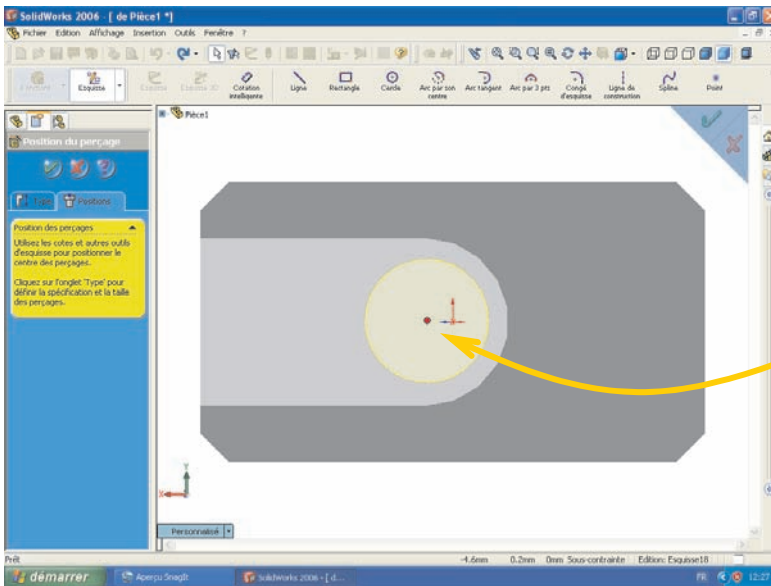 SolidWorks 2006 - [ de Pièce1 *]
Fichier Edition Affichage Insertion Outils Fenêtre ?
Esquisse
Esquisse
Esquisse 3D
Cotation intelligente
Ligne
Rectangle
Cercle
Arc par son centre
Arc tangent
Arc par 3 pts
Congé d'esquisse
Ligne de construction
Spline
Point
Pièce1
Position du perçage
Type
Positions
Position des perçages
Utilisez les cotes et autres outils
d'esquisse pour positionner le
centre des perçages.
Cliquez sur l'onglet 'Type' pour
définir la spécification et la taille
des perçages.
Y
X
Personnalisé
Prêt
-4.6mm 0.2mm 0mm Sous-contrainte Edition: Esquisse18
démarrer
Aperçu SnagIt
SolidWorks 2006 - [ d...
FR
12:27